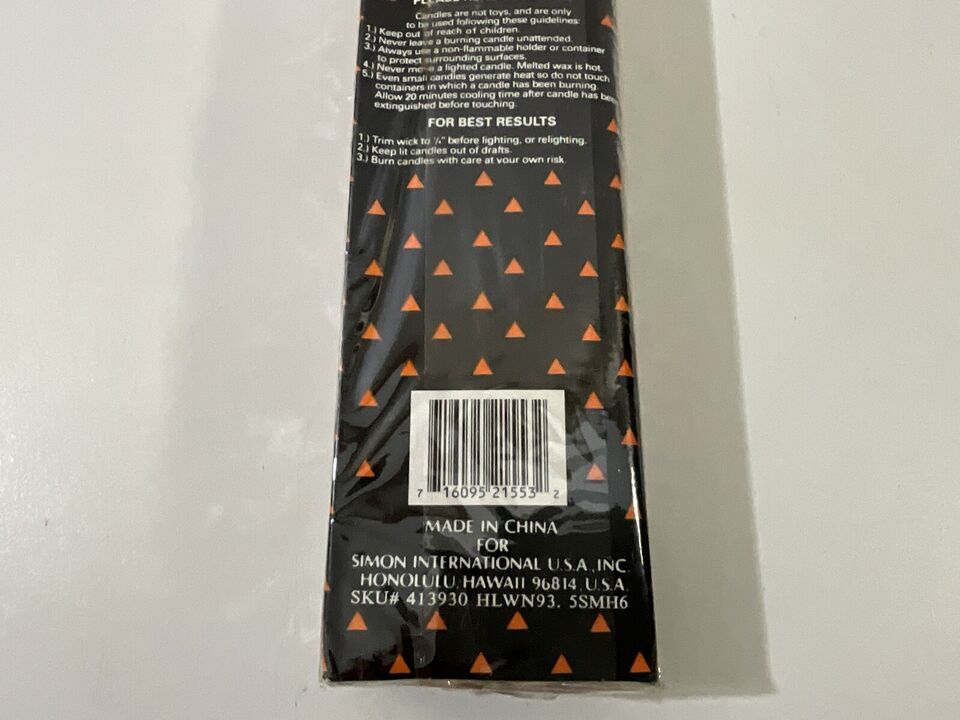 Candles are not toys, and are only
to be used following these guidelines:
1.) Keep out of reach of children.
2.) Never leave a burning candle unattended.
3.) Always use a non-flammable holder or container
to protect surrounding surfaces.
4.) Never move a lighted candle. Melted wax is hot.
5.) Even small candles generate heat so do not touch
containers in which a candle has been burning.
Allow 20 minutes cooling time after candle has been
extinguished before touching.
FOR BEST RESULTS
1.) Trim wick to ¼" before lighting, or relighting.
2.) Keep lit candles out of drafts.
3.) Burn candles with care at your own risk.
7 16095 21553 2
MADE IN CHINA
FOR
SIMON INTERNATIONAL U.S.A., INC.
HONOLULU, HAWAII 96814, U.S.A.
SKU# 413930 HLWN93. 5SMH6